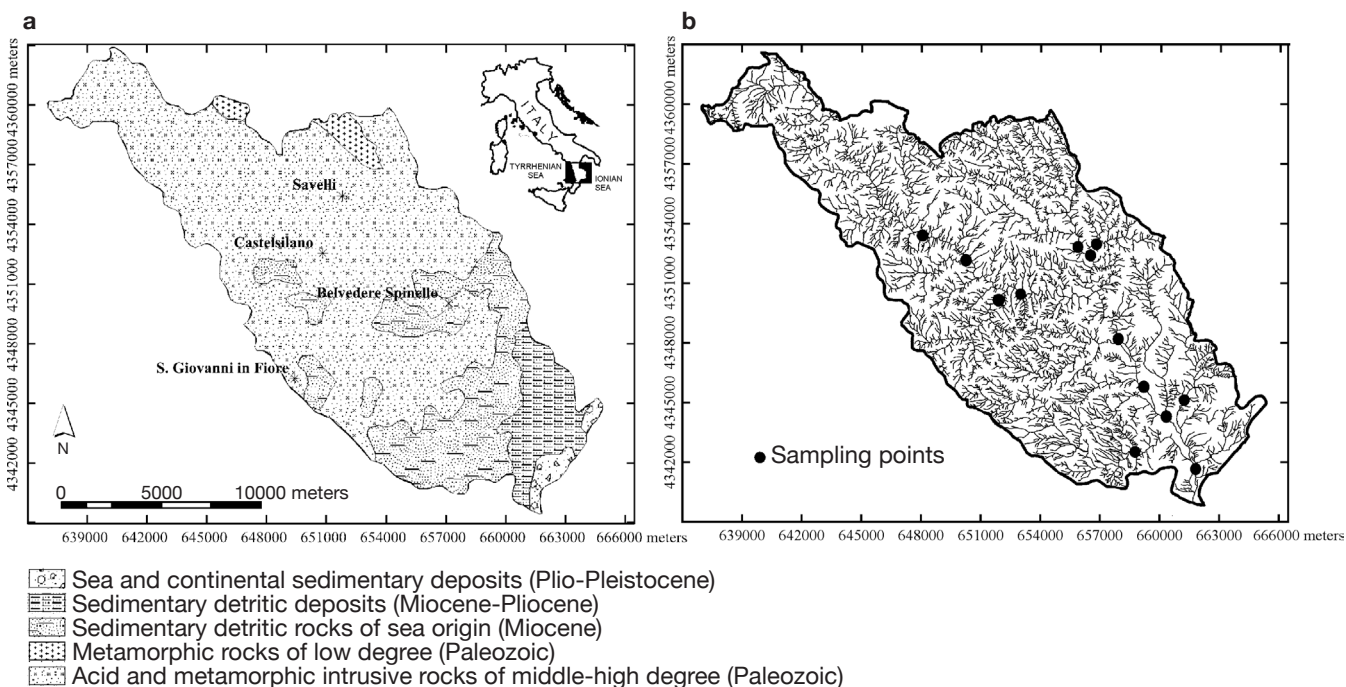 a
b
4342000 4345000 4348000 4351000 4354000 4357000 4360000 meters
ITALY
TYRRHENIAN
SEA
IONIAN
SEA
Savelli
Castelsilano
Belvedere Spinello
S. Giovanni in Fiore
N
0 5000 10000 meters
639000 642000 645000 648000 651000 654000 657000 660000 663000 666000 meters
4342000 4345000 4348000 4351000 4354000 4357000 4360000 meters
Sampling points
639000 642000 645000 648000 651000 654000 657000 660000 663000 666000 meters
Sea and continental sedimentary deposits (Plio-Pleistocene)
Sedimentary detritic deposits (Miocene-Pliocene)
Sedimentary detritic rocks of sea origin (Miocene)
Metamorphic rocks of low degree (Paleozoic)
Acid and metamorphic intrusive rocks of middle-high degree (Paleozoic)